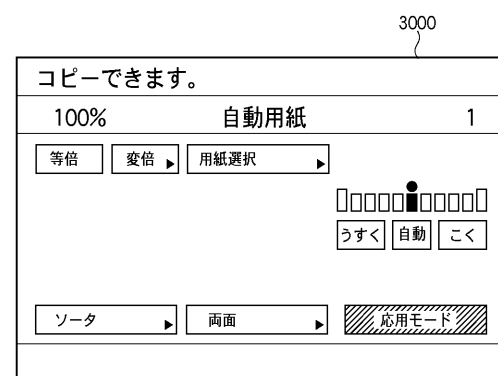 3000
コピーできます。
100% 自動用紙 1
等倍 変倍 用紙選択
うすく 自動 こく
ソータ 両面 応用モード